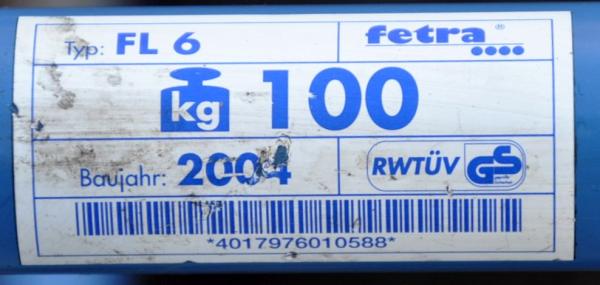 Typ: FL 6
fetra®
kg 100
Baujahr: 2004
RWTÜV GS
*4017976010588*